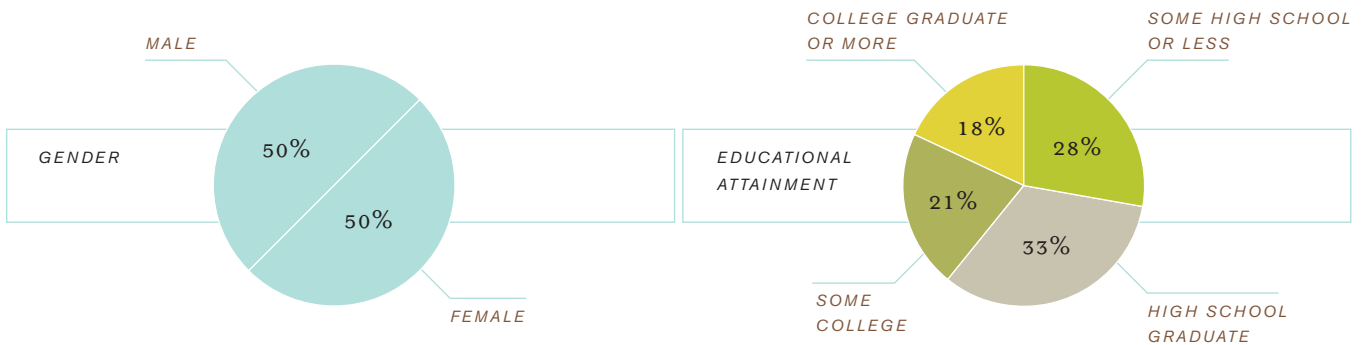 MALE
GENDER
50%
50%
FEMALE
COLLEGE GRADUATE
OR MORE
SOME HIGH SCHOOL
OR LESS
EDUCATIONAL
ATTAINMENT
18%
28%
21%
33%
SOME
COLLEGE
HIGH SCHOOL
GRADUATE